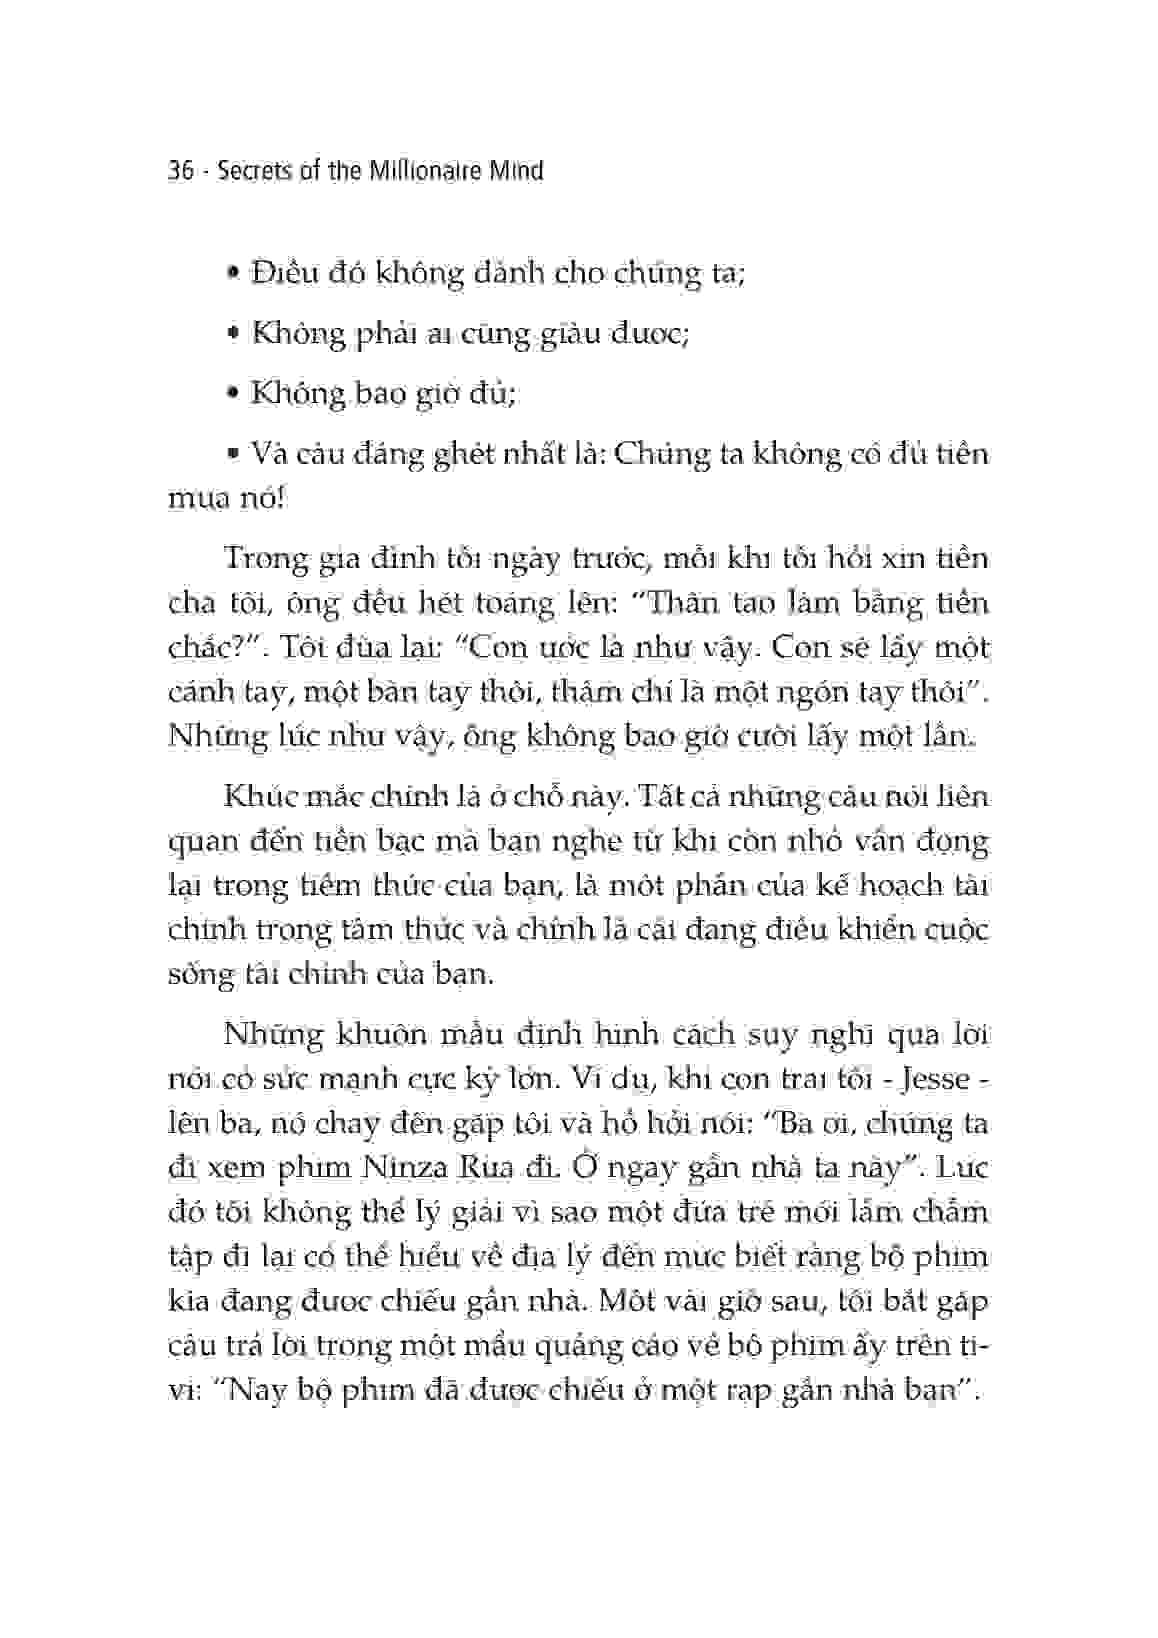 36 - Secrets of the Millionaire Mind
• Điều đó không dành cho chúng ta;
• Không phải ai cũng giàu được;
• Không bao giờ đủ;
• Và câu đáng ghét nhất là: Chúng ta không có đủ tiền
mua nó!
Trong gia đình tôi ngày trước, mỗi khi tôi hỏi xin tiền
cha tôi, ông đều hét toáng lên: “Thân tao làm bằng tiền
chắc?”. Tôi đùa lại: “Con ước là như vậy. Con sẽ lấy một
cánh tay, một bàn tay thôi, thậm chí là một ngón tay thôi”.
Những lúc như vậy, ông không bao giờ cười lấy một lần.
Khúc mắc chính là ở chỗ này. Tất cả những câu nói liên
quan đến tiền bạc mà bạn nghe từ khi còn nhỏ vẫn đọng
lại trong tiềm thức của bạn, là một phần của kế hoạch tài
chính trong tâm thức và chính là cái đang điều khiển cuộc
sống tài chính của bạn.
Những khuôn mẫu định hình cách suy nghĩ qua lời
nói có sức mạnh cực kỳ lớn. Ví dụ, khi con trai tôi - Jesse -
lên ba, nó chạy đến gặp tôi và hồ hởi nói: “Ba ơi, chúng ta
đi xem phim Ninza Rùa đi. Ở ngay gần nhà ta này”. Lúc
đó tôi không thể lý giải vì sao một đứa trẻ mới lẫm chẫm
tập đi lại có thể hiểu về địa lý đến mức biết rằng bộ phim
kia đang được chiếu gần nhà. Một vài giờ sau, tôi bắt gặp
câu trả lời trong một mẩu quảng cáo về bộ phim ấy trên ti-
vi: “Nay bộ phim đã được chiếu ở một rạp gần nhà bạn”.